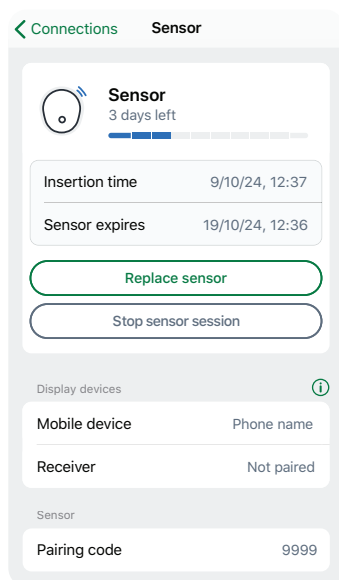 Connections Sensor
Sensor
3 days left
Insertion time 9/10/24, 12:37
Sensor expires 19/10/24, 12:36
Replace sensor
Stop sensor session
Display devices
Mobile device Phone name
Receiver Not paired
Sensor
Pairing code 9999